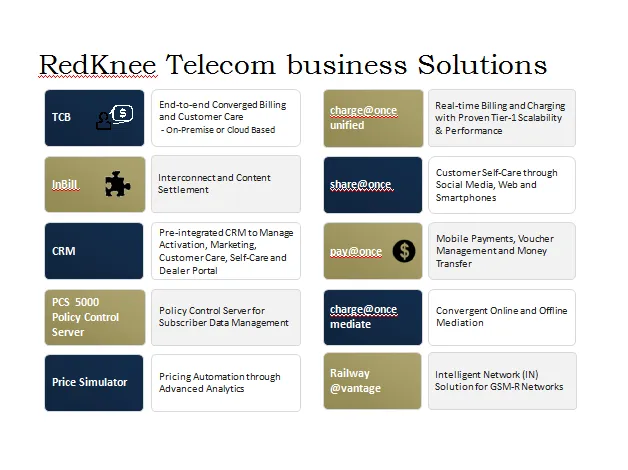 RedKnee Telecom business Solutions
TCB
$
End-to-end Converged Billing
and Customer Care
- On-Premise or Cloud Based
InBill
Interconnect and Content
Settlement
CRM
Pre-integrated CRM to Manage
Activation, Marketing,
Customer Care, Self-Care and
Dealer Portal
PCS 5000
Policy Control
Server
Policy Control Server for
Subscriber Data Management
Price Simulator
Pricing Automation through
Advanced Analytics
charge@once
unified
Real-time Billing and Charging
with Proven Tier-1 Scalability
& Performance
share@once
Customer Self-Care through
Social Media, Web and
Smartphones
pay@once
$
Mobile Payments, Voucher
Management and Money
Transfer
charge@once
mediate
Convergent Online and Offline
Mediation
Railway
@vantage
Intelligent Network (IN)
Solution for GSM-R Networks